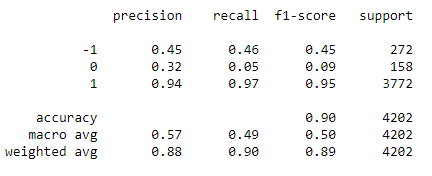 precision recall f1-score support
-1 0.45 0.46 0.45 272
0 0.32 0.05 0.09 158
1 0.94 0.97 0.95 3772
accuracy 0.90 4202
macro avg 0.57 0.49 0.50 4202
weighted avg 0.88 0.90 0.89 4202